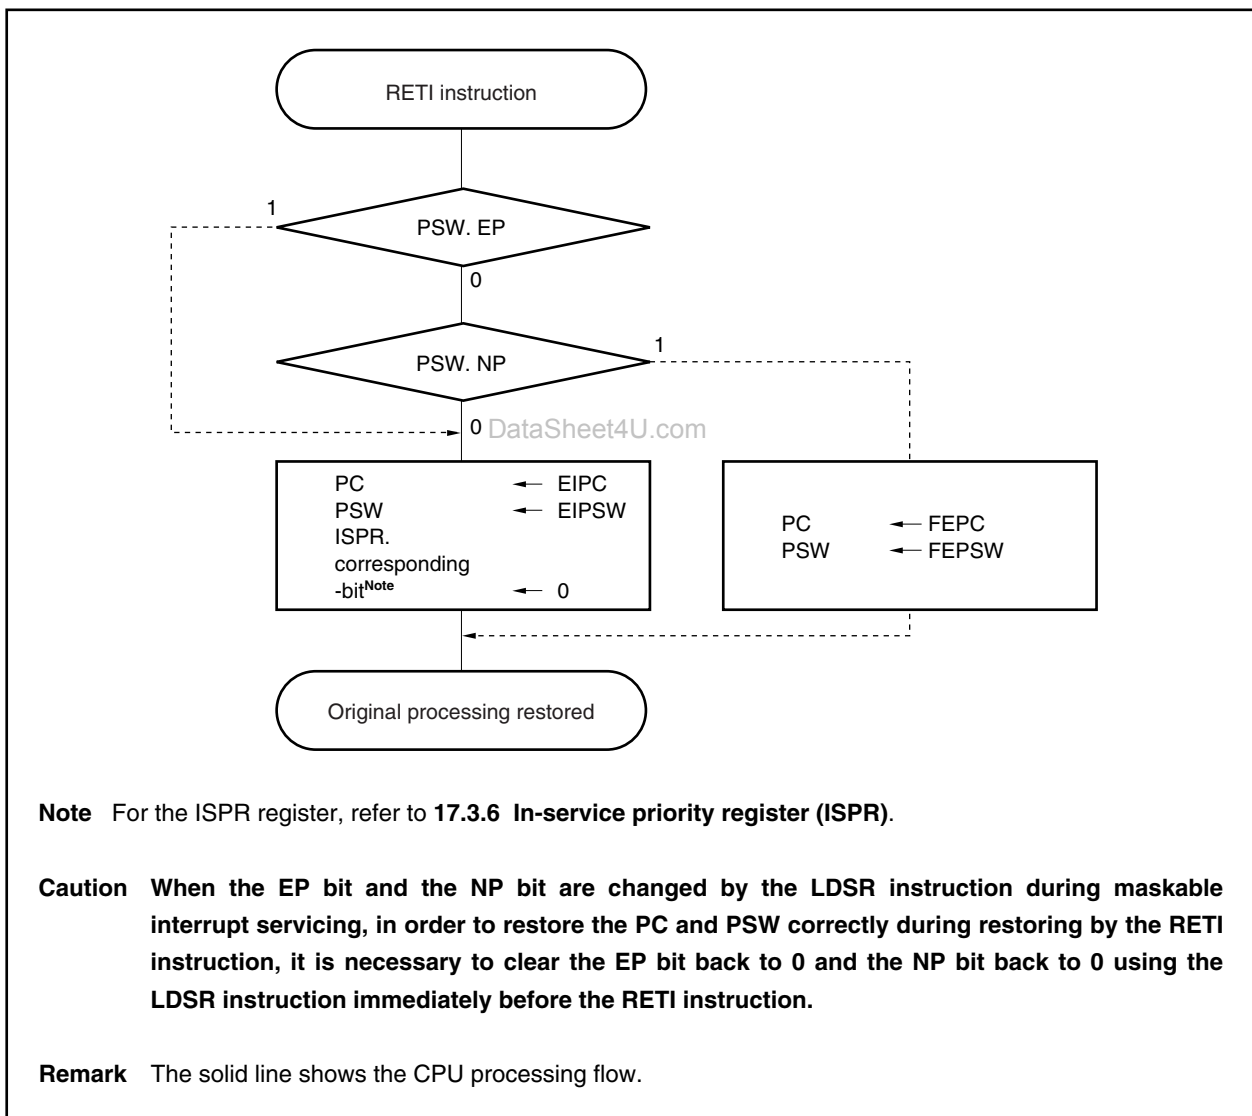 RETI instruction
1
PSW. EP
0
PSW. NP
1
0
DataSheet4U.com
PC ← EIPC
PSW ← EIPSW
ISPR.
corresponding
-bitNote ← 0
PC ← FEPC
PSW ← FEPSW
Original processing restored
Note For the ISPR register, refer to 17.3.6 In-service priority register (ISPR).
Caution When the EP bit and the NP bit are changed by the LDSR instruction during maskable
interrupt servicing, in order to restore the PC and PSW correctly during restoring by the RETI
instruction, it is necessary to clear the EP bit back to 0 and the NP bit back to 0 using the
LDSR instruction immediately before the RETI instruction.
Remark The solid line shows the CPU processing flow.